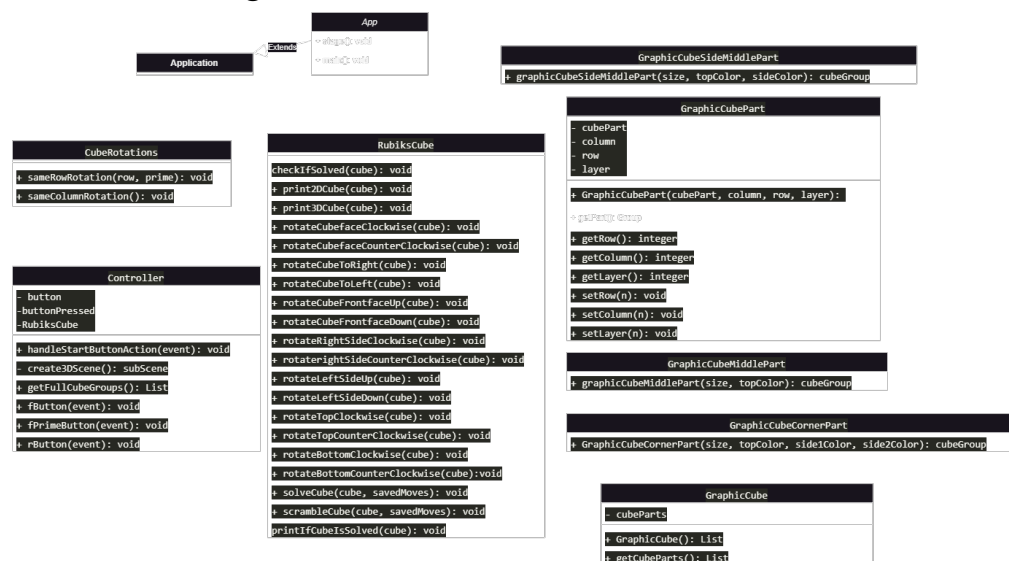 App
+ stage(): void
+ main(): void
Extends
Application
GraphicCubeSideMiddlePart
+ graphicCubeSideMiddlePart(size, topColor, sideColor): cubeGroup
GraphicCubePart
- cubePart
- column
- row
- layer
+ GraphicCubePart(cubePart, column, row, layer):
+ getPart(): Group
+ getRow(): integer
+ getColumn(): integer
+ getLayer(): integer
+ setRow(n): void
+ setColumn(n): void
+ setLayer(n): void
CubeRotations
+ sameRowRotation(row, prime): void
+ sameColumnRotation(): void
RubiksCube
checkIfSolved(cube): void
+ print2DCube(cube): void
+ print3DCube(cube): void
+ rotateCubefaceClockwise(cube): void
+ rotateCubefaceCounterClockwise(cube): void
+ rotateCubeToRight(cube): void
+ rotateCubeToLeft(cube): void
+ rotateCubeFrontfaceUp(cube): void
+ rotateCubeFrontfaceDown(cube): void
+ rotateRightSideClockwise(cube): void
+ rotaterightSideCounterClockwise(cube): void
+ rotateLeftSideUp(cube): void
+ rotateLeftSideDown(cube): void
+ rotateTopClockwise(cube): void
+ rotateTopCounterClockwise(cube): void
+ rotateBottomClockwise(cube): void
+ rotateBottomCounterClockwise(cube):void
+ solveCube(cube, savedMoves): void
+ scrambleCube(cube, savedMoves): void
printIfCubeIsSolved(cube): void
Controller
- button
-buttonPressed
-RubiksCube
+ handleStartButtonAction(event): void
- create3DScene(): subScene
+ getFullCubeGroups(): List
+ fButton(event): void
+ fPrimeButton(event): void
+ rButton(event): void
GraphicCubeMiddlePart
+ graphicCubeMiddlePart(size, topColor): cubeGroup
GraphicCubeCornerPart
+ GraphicCubeCornerPart(size, topColor, side1Color, side2Color): cubeGroup
GraphicCube
- cubeParts
+ GraphicCube(): List
+ getCubeParts(): List